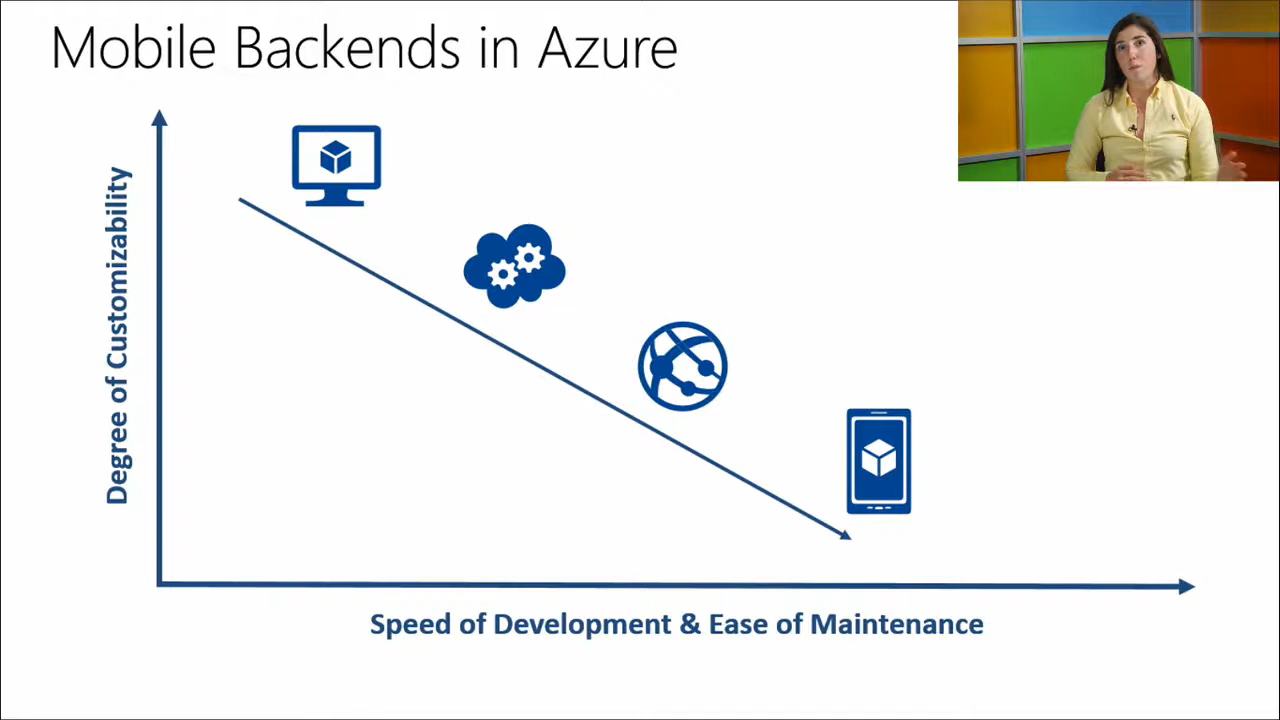 Mobile Backends in Azure
Degree of Customizability
Speed of Development & Ease of Maintenance